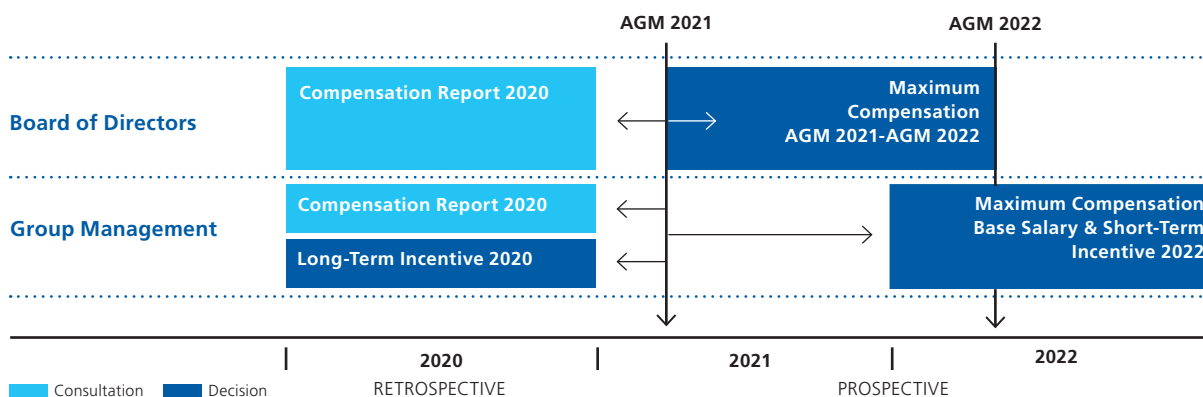 AGM 2021
AGM 2022
Board of Directors
Compensation Report 2020
Maximum
Compensation
AGM 2021-AGM 2022
Group Management
Compensation Report 2020
Long-Term Incentive 2020
Maximum Compensation
Base Salary & Short-Term
Incentive 2022
2020
2021
2022
Consultation
Decision
RETROSPECTIVE
PROSPECTIVE